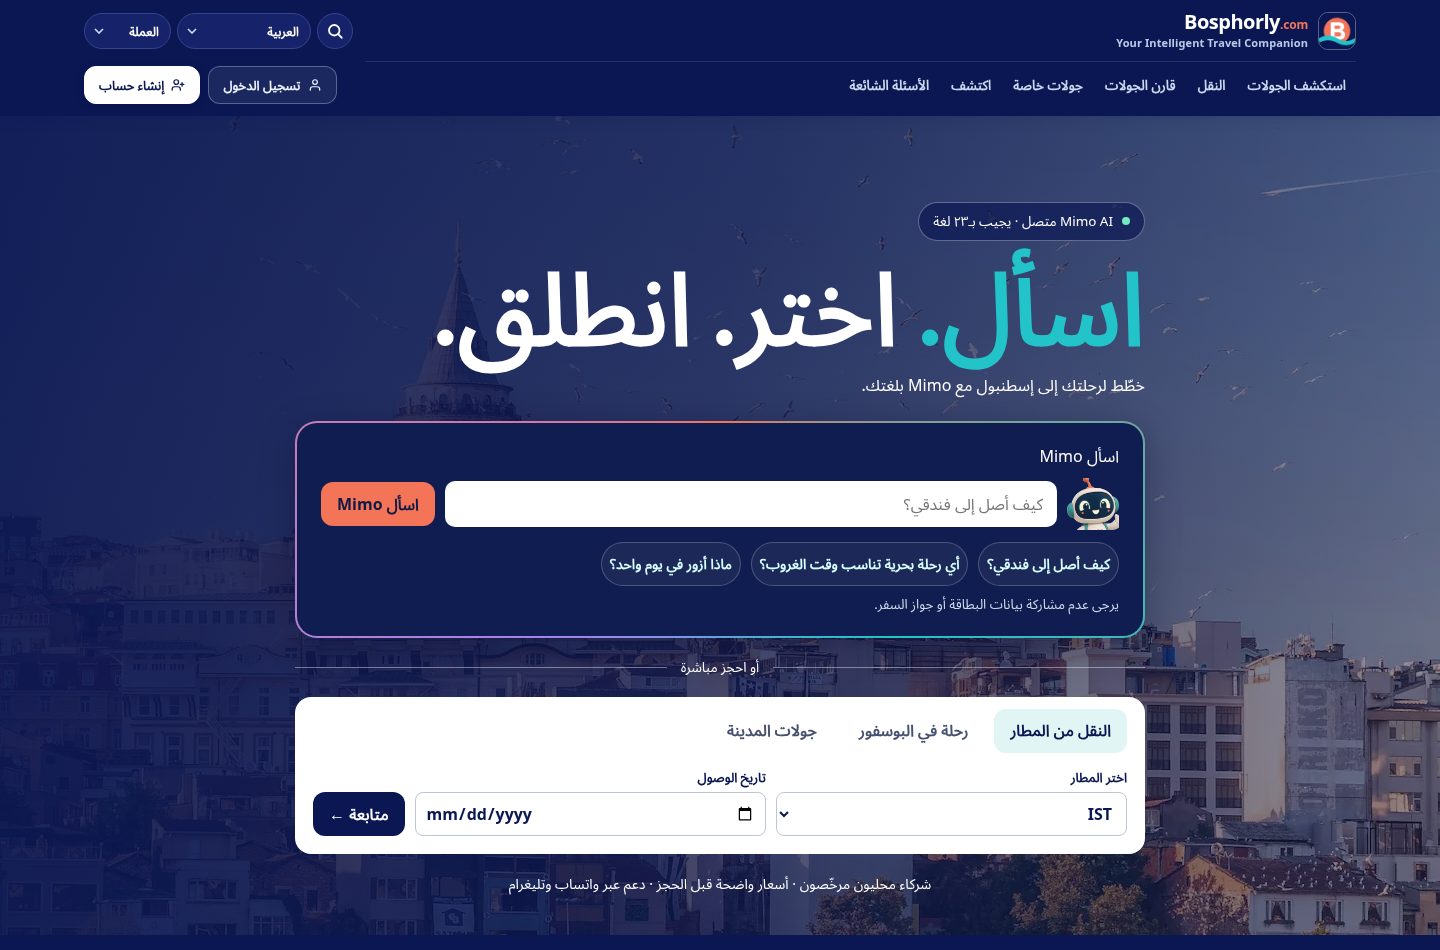 Bosphorly.com
Your Intelligent Travel Companion
العربية
العملة
استكشف الجولات
النقل
قارن الجولات
جولات خاصة
اكتشف
الأسئلة الشائعة
تسجيل الدخول
إنشاء حساب
Mimo AI متصل · يجيب بـ٢٣ لغة
اسأل. اختر. انطلق.
خطّط لرحلتك إلى إسطنبول مع Mimo بلغتك.
اسأل Mimo
كيف أصل إلى فندقي؟
اسأل Mimo
كيف أصل إلى فندقي؟
أي رحلة بحرية تناسب وقت الغروب؟
ماذا أزور في يوم واحد؟
يرجى عدم مشاركة بيانات البطاقة أو جواز السفر.
أو احجز مباشرة
النقل من المطار
رحلة في البوسفور
جولات المدينة
اختر المطار
تاريخ الوصول
IST
mm/dd/yyyy
متابعة ←
شركاء محليون مرخّصون · أسعار واضحة قبل الحجز · دعم عبر واتساب وتليغرام